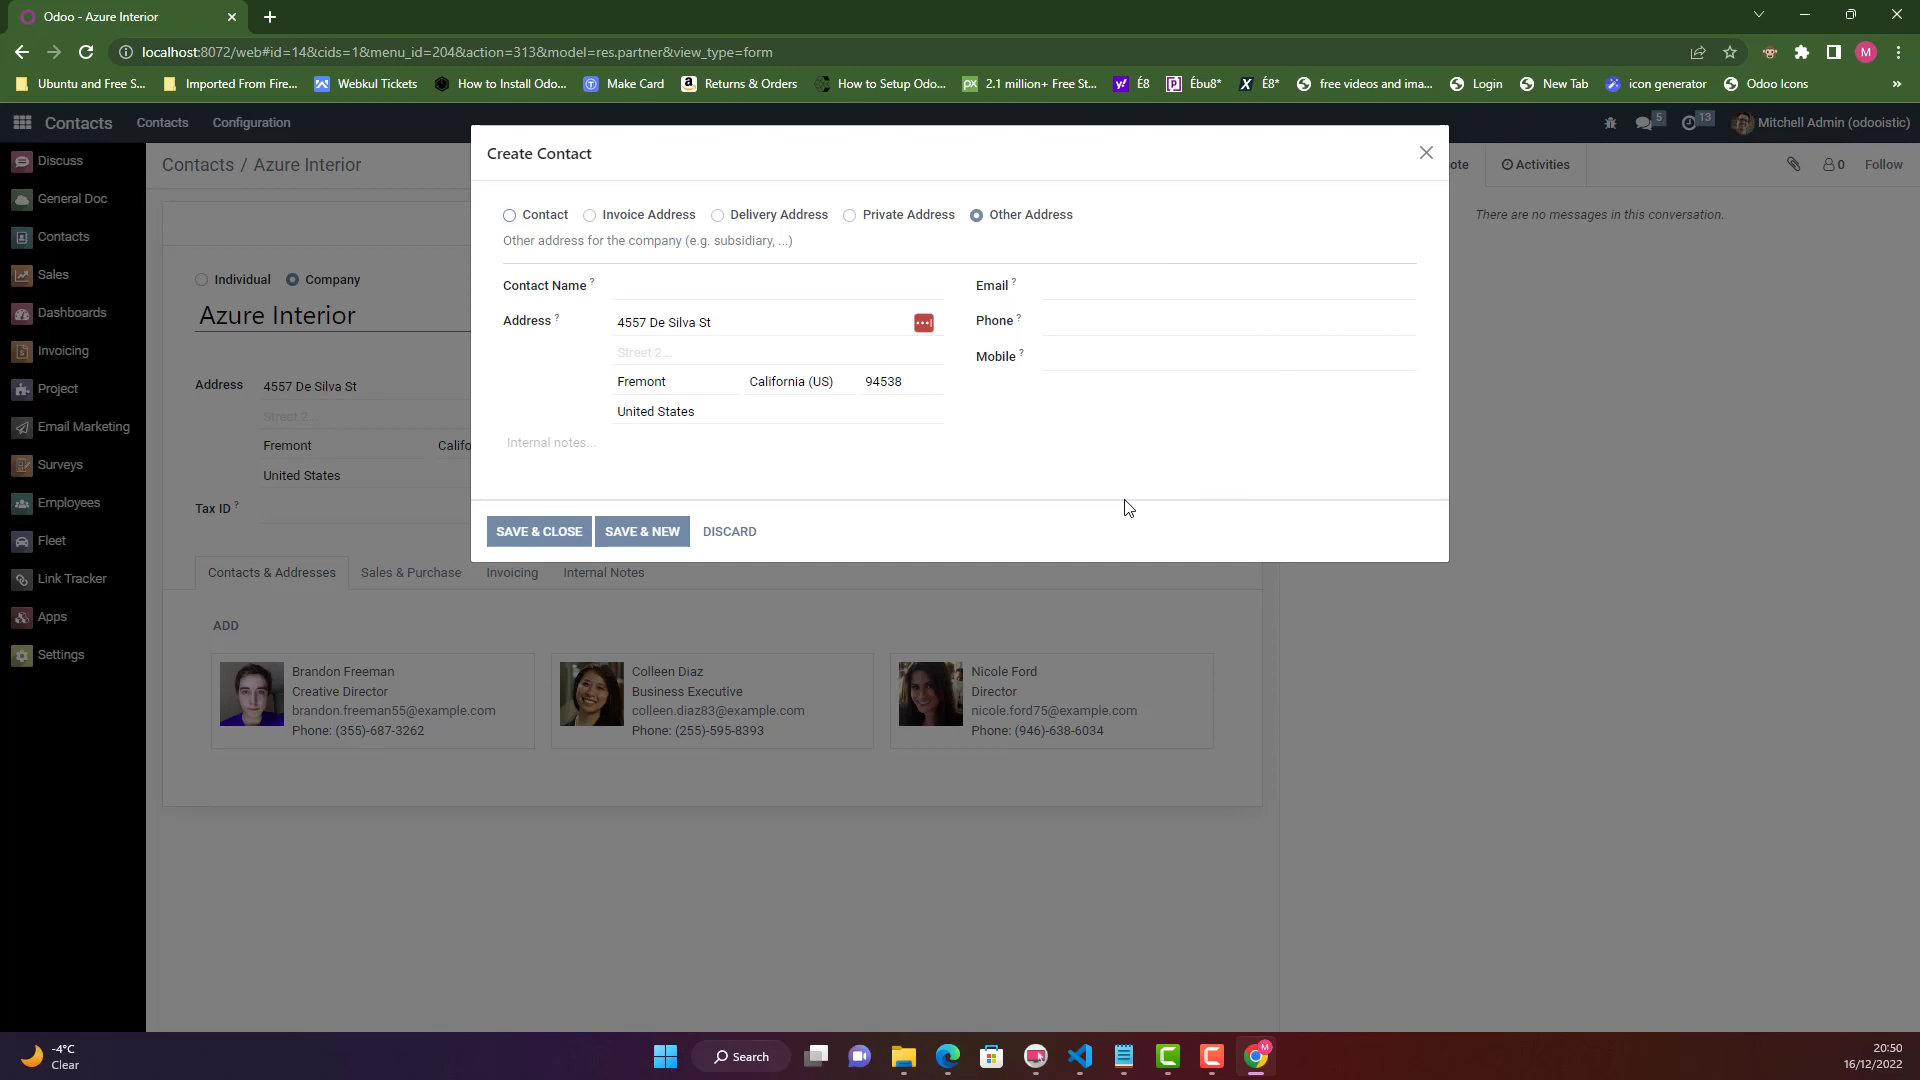 Odoo - Azure Interior
localhost:8072/web#id=14&cids=1&menu_id=204&action=313&model=res.partner&view_type=form
M
Ubuntu and Free S...
Imported From Fire...
Webkul Tickets
How to Install Odoo...
Make Card
Returns & Orders
How to Setup Odoo...
px 2.1 million+ Free St...
É8
Ébu8*
É8*
free videos and ima...
Login
New Tab
icon generator
Odoo Icons
»
Contacts
Contacts
Configuration
5
13
Mitchell Admin (odooistic)
Discuss
General Doc
Contacts
Sales
Dashboards
Invoicing
Project
Email Marketing
Surveys
Employees
Fleet
Link Tracker
Apps
Settings
Contacts / Azure Interior
ote
Activities
0
Follow
There are no messages in this conversation.
Individual
Company
Azure Interior
Address
4557 De Silva St
Street 2...
Fremont
Califo
United States
Tax ID ?
Create Contact
Contact
Invoice Address
Delivery Address
Private Address
Other Address
Other address for the company (e.g. subsidiary, ...)
Contact Name ?
Address ?
4557 De Silva St
Street 2...
Fremont
California (US)
94538
United States
Internal notes...
Email ?
Phone ?
Mobile ?
SAVE & CLOSE
SAVE & NEW
DISCARD
Contacts & Addresses
Sales & Purchase
Invoicing
Internal Notes
ADD
Brandon Freeman
Creative Director
brandon.freeman55@example.com
Phone: (355)-687-3262
Colleen Diaz
Business Executive
colleen.diaz83@example.com
Phone: (255)-595-8393
Nicole Ford
Director
nicole.ford75@example.com
Phone: (946)-638-6034
-4°C
Clear
Search
M
20:50
16/12/2022